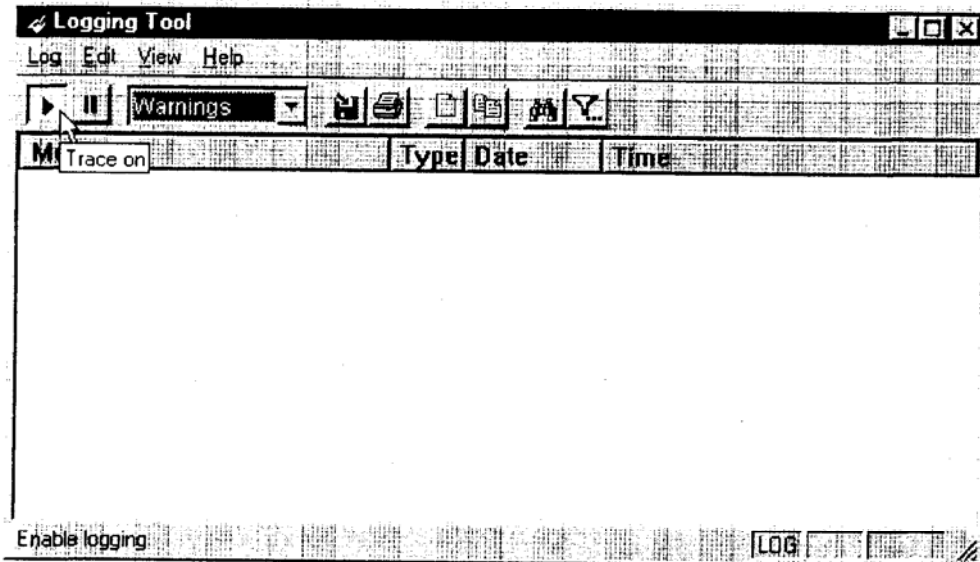 Logging Tool
Log Edit View Help
Warnings
Type Date Time
Trace on
Enable logging
LOG